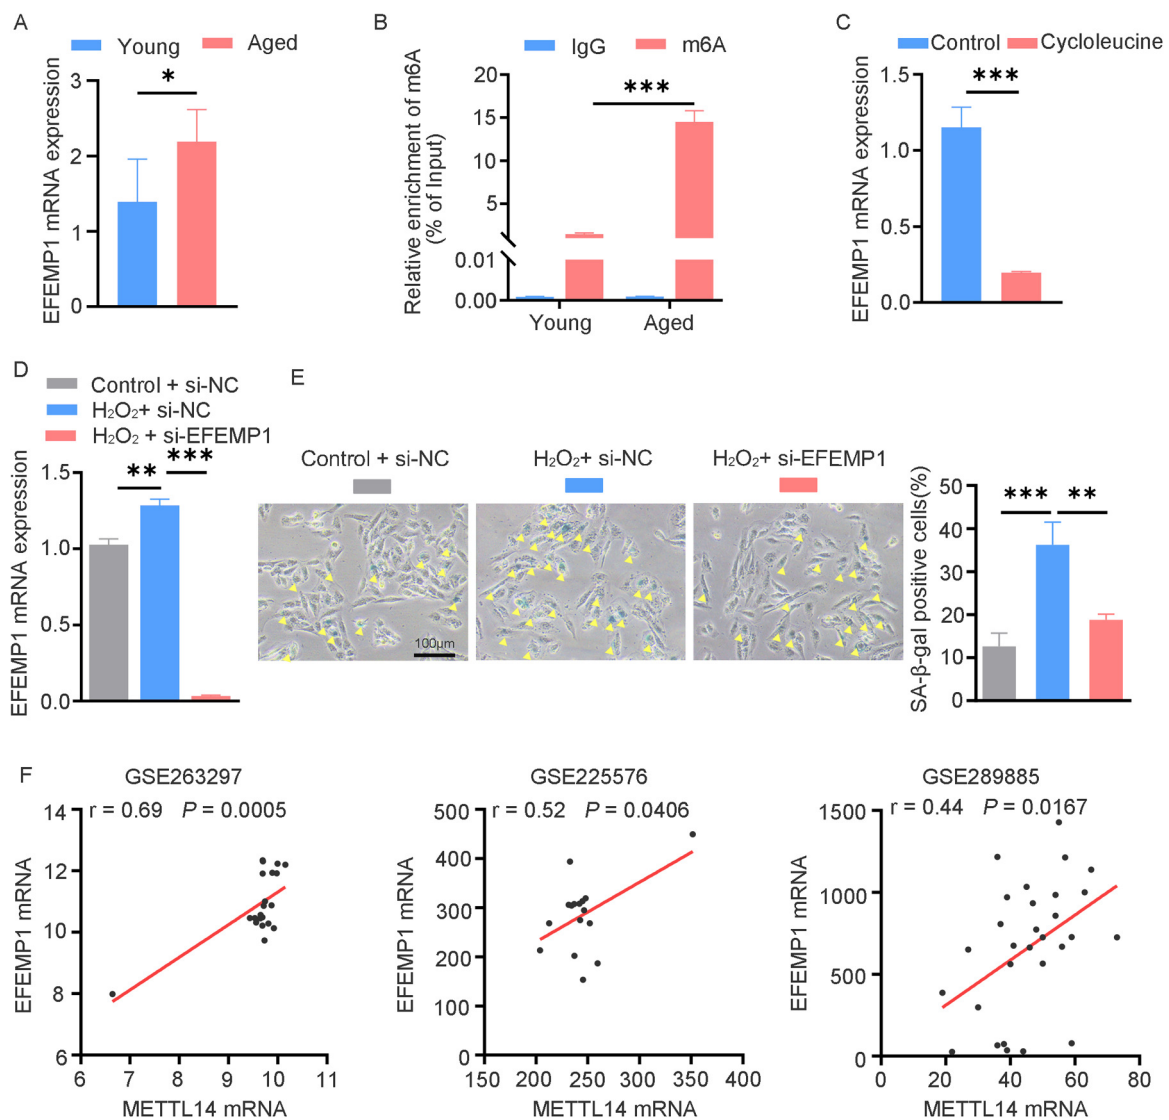 A
Young Aged
EFEMP1 mRNA expression
3
2
1
0
*
B
IgG m6A
Relative enrichment of m6A
(% of Input)
20
15
10
5
0.01
0.00
***
Young Aged
C
Control Cycloleucine
EFEMP1 mRNA expression
1.5
1.0
0.5
0.0
***
D
Control + si-NC
H₂O₂+ si-NC
H₂O₂ + si-EFEMP1
EFEMP1 mRNA expression
1.5
1.0
0.5
0.0
** ***
E
Control + si-NC H₂O₂+ si-NC H₂O₂+ si-EFEMP1
100μm
SA-β-gal positive cells(%)
50
40
30
20
10
0
*** **
F
GSE263297
r = 0.69 P = 0.0005
EFEMP1 mRNA
14
12
10
8
6
6 7 8 9 10 11
METTL14 mRNA
GSE225576
r = 0.52 P = 0.0406
EFEMP1 mRNA
500
400
300
200
100
0
150 200 250 300 350 400
METTL14 mRNA
GSE289885
r = 0.44 P = 0.0167
EFEMP1 mRNA
1500
1000
500
0
0 20 40 60 80
METTL14 mRNA